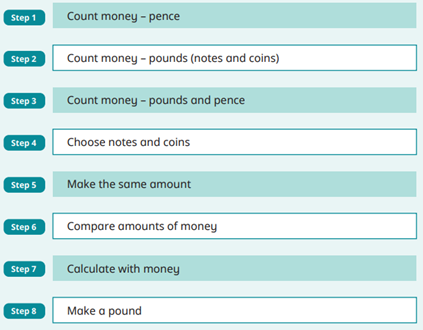 Step 1 Count money – pence
Step 2 Count money – pounds (notes and coins)
Step 3 Count money – pounds and pence
Step 4 Choose notes and coins
Step 5 Make the same amount
Step 6 Compare amounts of money
Step 7 Calculate with money
Step 8 Make a pound